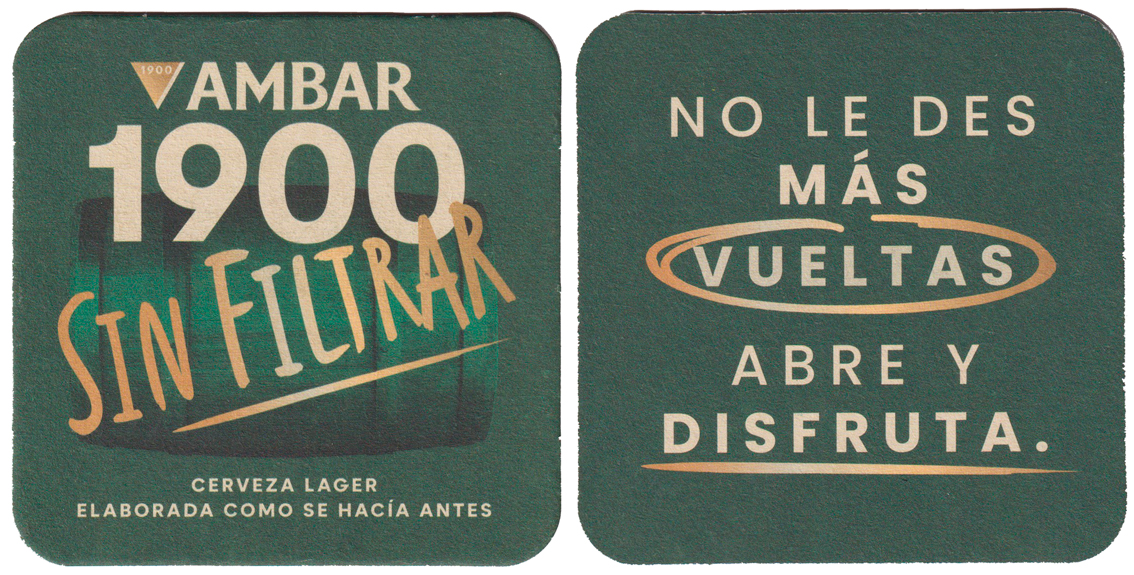 1900
AMBAR
1900
SIN FILTRAR
CERVEZA LAGER
ELABORADA COMO SE HACÍA ANTES
NO LE DES
MÁS
VUELTAS
ABRE Y
DISFRUTA.